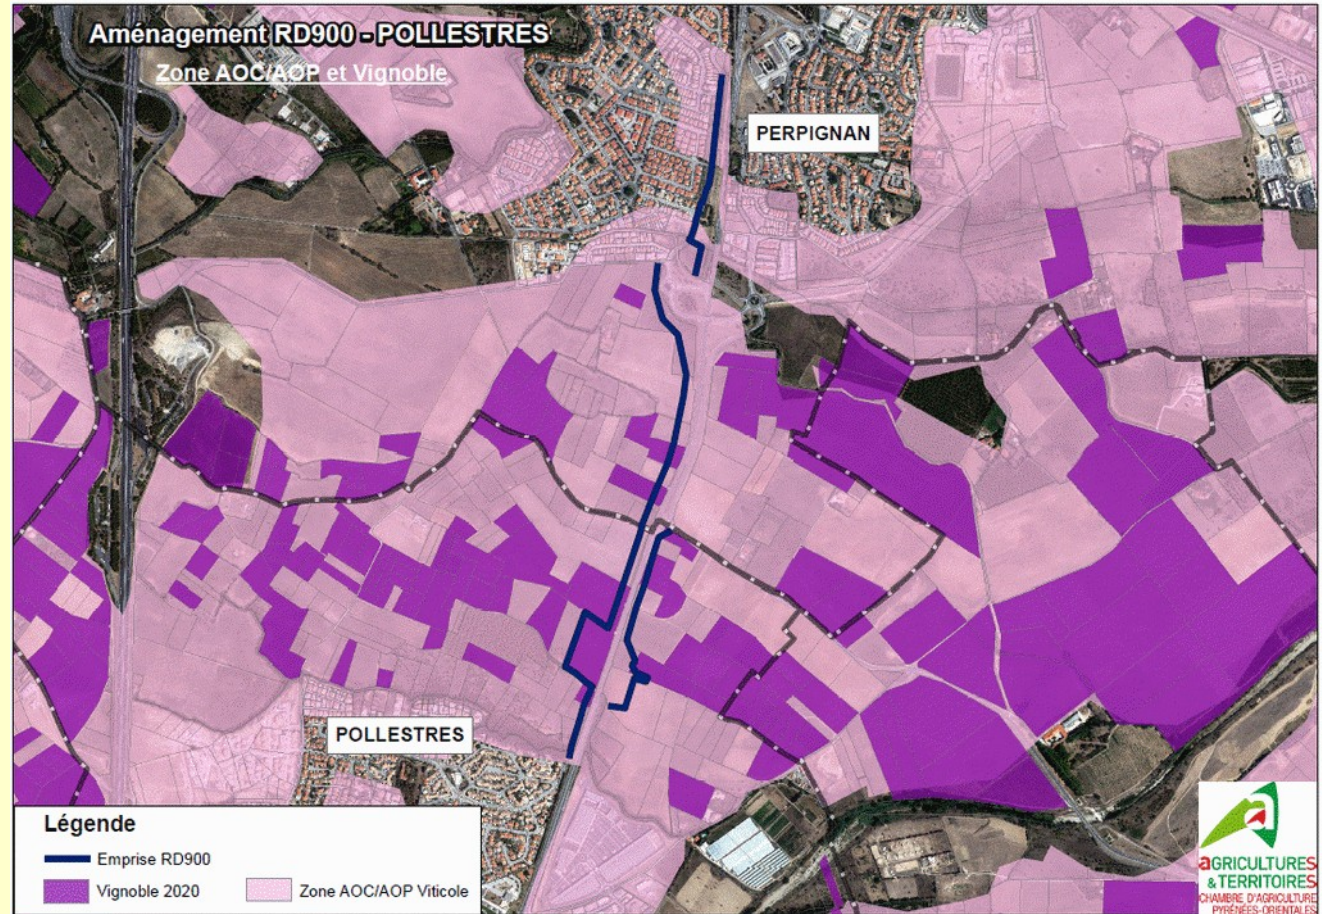 Aménagement RD900 - POLLESTRES
Zone AOC/AOP et Vignoble
PERPIGNAN
POLLESTRES
Légende
Emprise RD900
Vignoble 2020
Zone AOC/AOP Viticole
aGRICULTURES
& TERRITOIRES
CHAMBRE D'AGRICULTURE
PYRÉNÉES-ORIENTALES